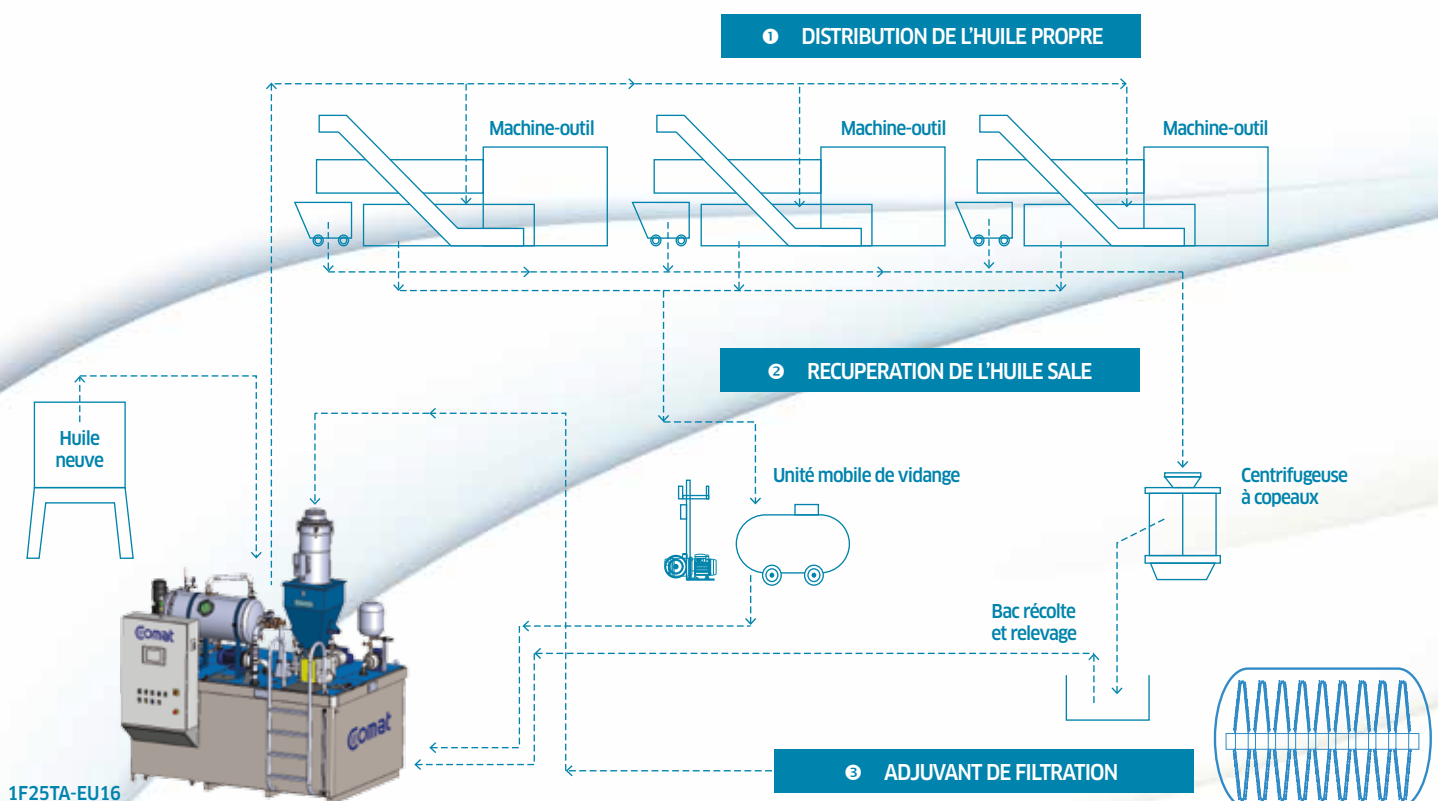 ❶ DISTRIBUTION DE L'HUILE PROPRE
Machine-outil
Machine-outil
Machine-outil
❷ RECUPERATION DE L'HUILE SALE
Huile
neuve
Unité mobile de vidange
Centrifugeuse
à copeaux
Bac récolte
et relevage
Comat
Comat
❸ ADJUVANT DE FILTRATION
1F25TA-EU16